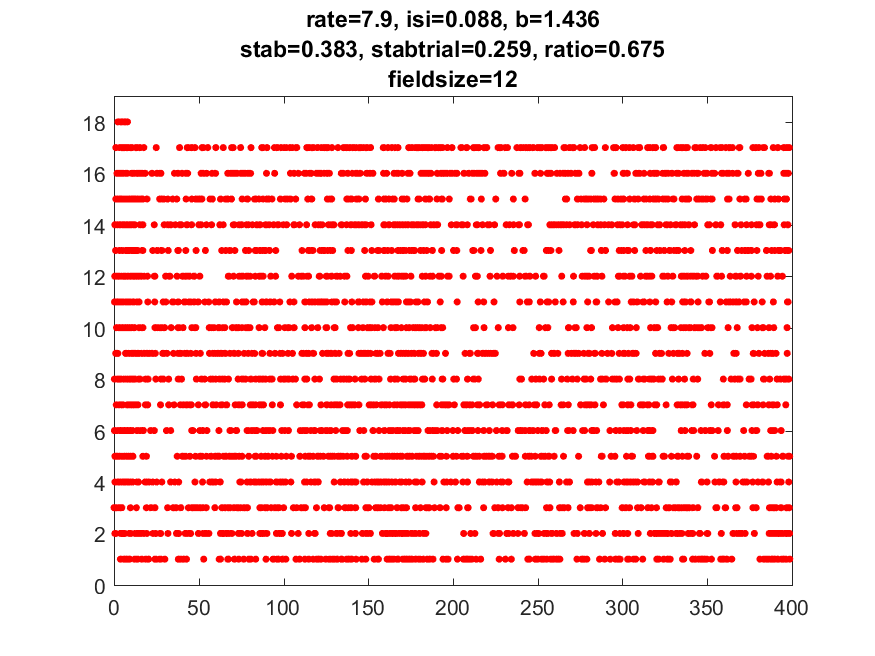 rate=7.9, isi=0.088, b=1.436
stab=0.383, stabtrial=0.259, ratio=0.675
fieldsize=12
18
16
14
12
10
8
6
4
2
0
0 50 100 150 200 250 300 350 400